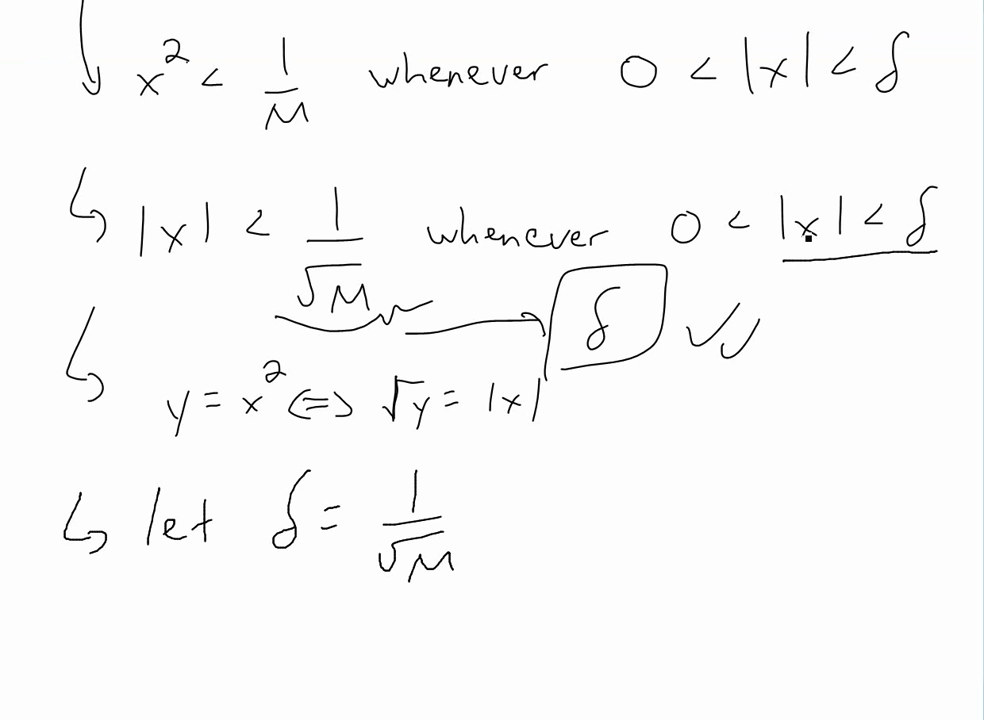 x² < 1/M whenever 0 < |x| < δ
|x| < 1/√M whenever 0 < |x| < δ
δ
y = x² <=> √y = |x|
let δ = 1/√M